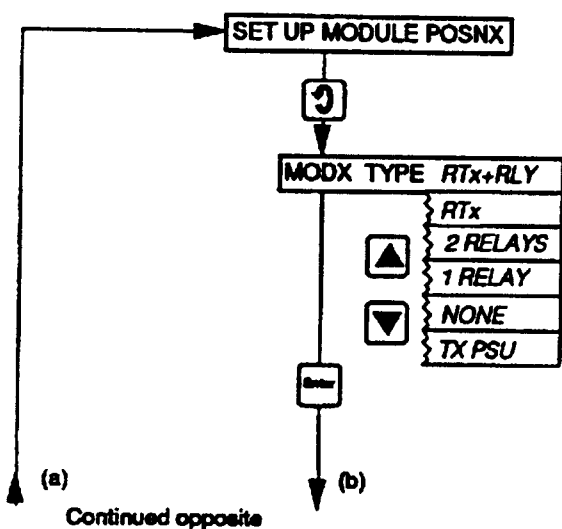 SET UP MODULE POSNX
MODX TYPE RTx+RLY
RTx
2 RELAYS
1 RELAY
NONE
TX PSU
Enter
(a)
(b)
Continued opposite